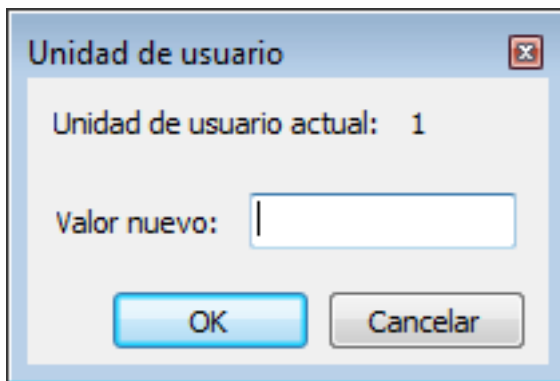 Unidad de usuario
Unidad de usuario actual: 1
Valor nuevo:
OK Cancelar